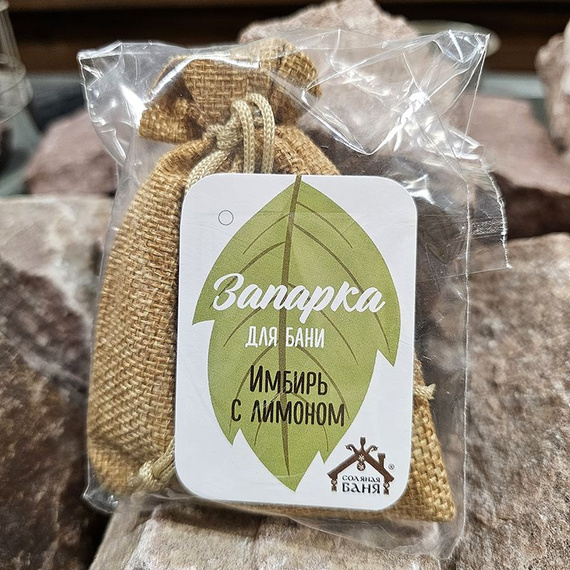 Запарка
ДЛЯ БАНИ
ИМБИРЬ
С ЛИМОНОМ
СОЛЯНАЯ
БАНЯ
®